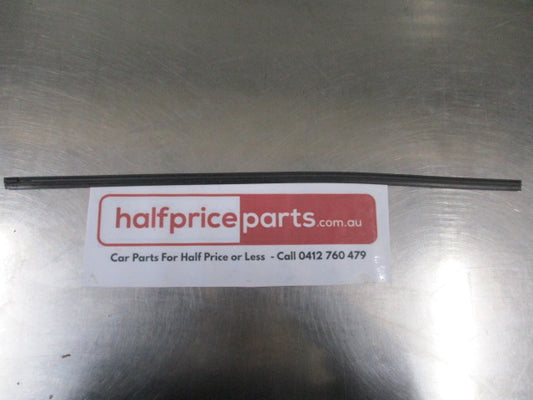 halfpriceparts.com.au
Car Parts For Half Price or Less - Call 0412 760 479